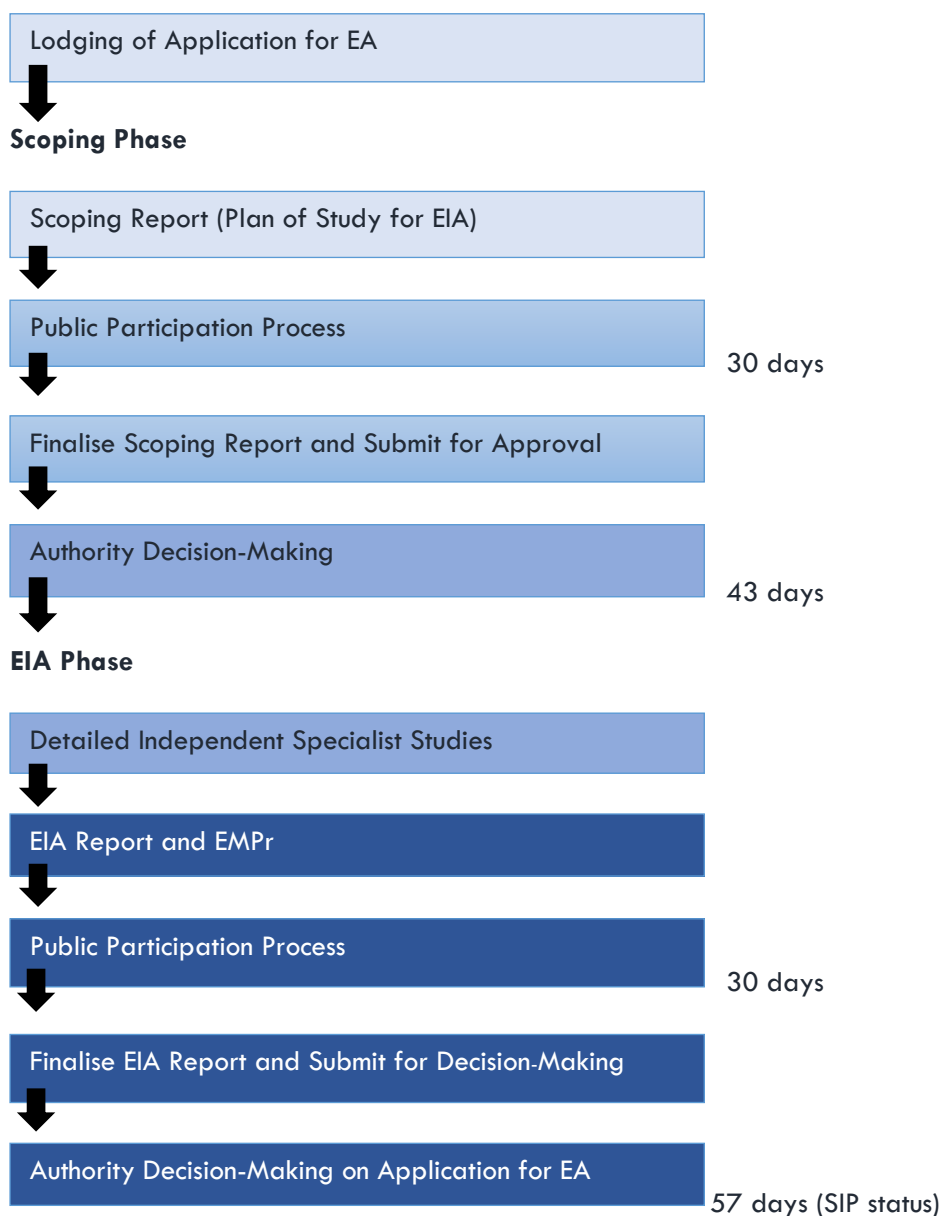 Lodging of Application for EA
Scoping Phase
Scoping Report (Plan of Study for EIA)
Public Participation Process
30 days
Finalise Scoping Report and Submit for Approval
Authority Decision-Making
43 days
EIA Phase
Detailed Independent Specialist Studies
EIA Report and EMPr
Public Participation Process
30 days
Finalise EIA Report and Submit for Decision-Making
Authority Decision-Making on Application for EA
57 days (SIP status)